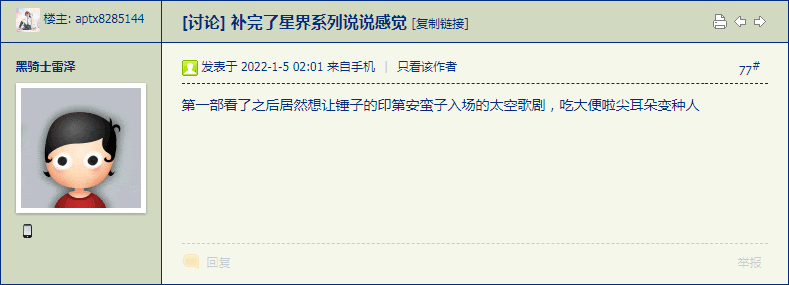 楼主: aptx8285144
[讨论] 补完了星界系列说说感觉 [复制链接]
黑骑士雷泽
发表于 2022-1-5 02:01 来自手机 | 只看该作者
77#
第一部看了之后居然想让锤子的印第安蛮子入场的太空歌剧，吃大便啦尖耳朵变种人
回复
举报